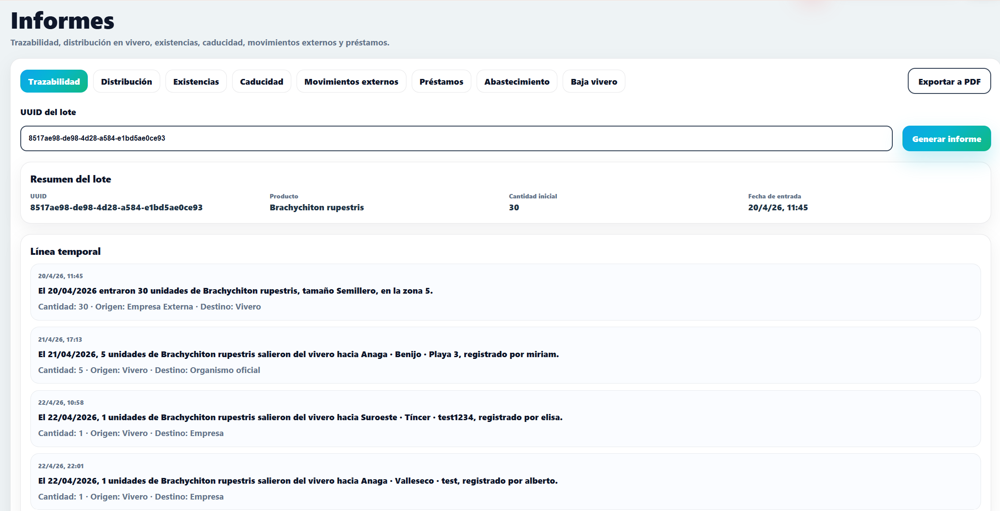 Informes
Trazabilidad, distribución en vivero, existencias, caducidad, movimientos externos y préstamos.
Trazabilidad
Distribución
Existencias
Caducidad
Movimientos externos
Préstamos
Abastecimiento
Baja vivero
Exportar a PDF
UUID del lote
8517ae98-de98-4d28-a584-e1bd5ae0ce93
Generar informe
Resumen del lote
UUID
8517ae98-de98-4d28-a584-e1bd5ae0ce93
Producto
Brachychiton rupestris
Cantidad inicial
30
Fecha de entrada
20/4/26, 11:45
Línea temporal
20/4/26, 11:45
El 20/04/2026 entraron 30 unidades de Brachychiton rupestris, tamaño Semillero, en la zona 5.
Cantidad: 30 · Origen: Empresa Externa · Destino: Vivero
21/4/26, 17:13
El 21/04/2026, 5 unidades de Brachychiton rupestris salieron del vivero hacia Anaga · Benijo · Playa 3, registrado por miriam.
Cantidad: 5 · Origen: Vivero · Destino: Organismo oficial
22/4/26, 10:58
El 22/04/2026, 1 unidades de Brachychiton rupestris salieron del vivero hacia Suroeste · Tíncer · test1234, registrado por elisa.
Cantidad: 1 · Origen: Vivero · Destino: Empresa
22/4/26, 22:01
El 22/04/2026, 1 unidades de Brachychiton rupestris salieron del vivero hacia Anaga · Valleseco · test, registrado por alberto.
Cantidad: 1 · Origen: Vivero · Destino: Empresa